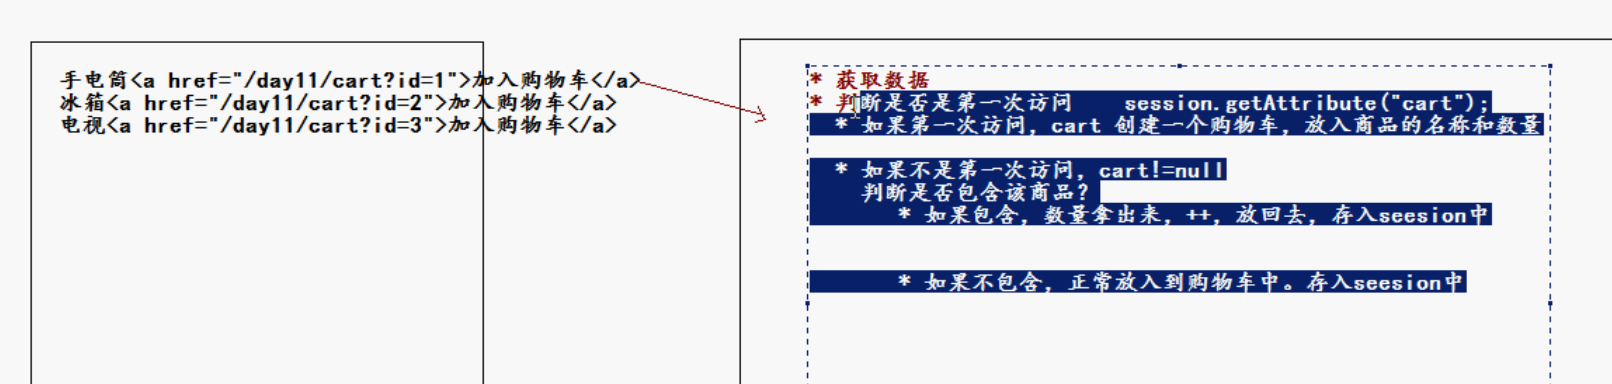 手电筒<a href="/day11/cart?id=1">加入购物车</a>
冰箱<a href="/day11/cart?id=2">加入购物车</a>
电视<a href="/day11/cart?id=3">加入购物车</a>
* 获取数据
* 判断是否是第一次访问 session.getAttribute("cart");
* 如果第一次访问，cart 创建一个购物车，放入商品的名称和数量
* 如果不是第一次访问，cart!=null
判断是否包含该商品？
* 如果包含，数量拿出来，++，放回去，存入seesion中
* 如果不包含，正常放入到购物车中。存入seesion中